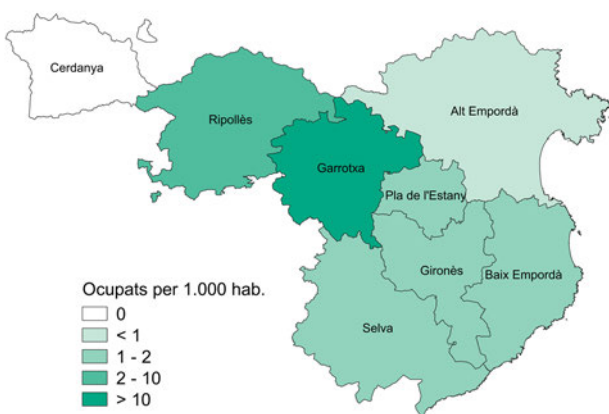 Cerdanya
Ripollès
Alt Empordà
Garrotxa
Pla de l'Estany
Gironès
Baix Empordà
Selva
Ocupats per 1.000 hab.
0
< 1
1 - 2
2 - 10
> 10